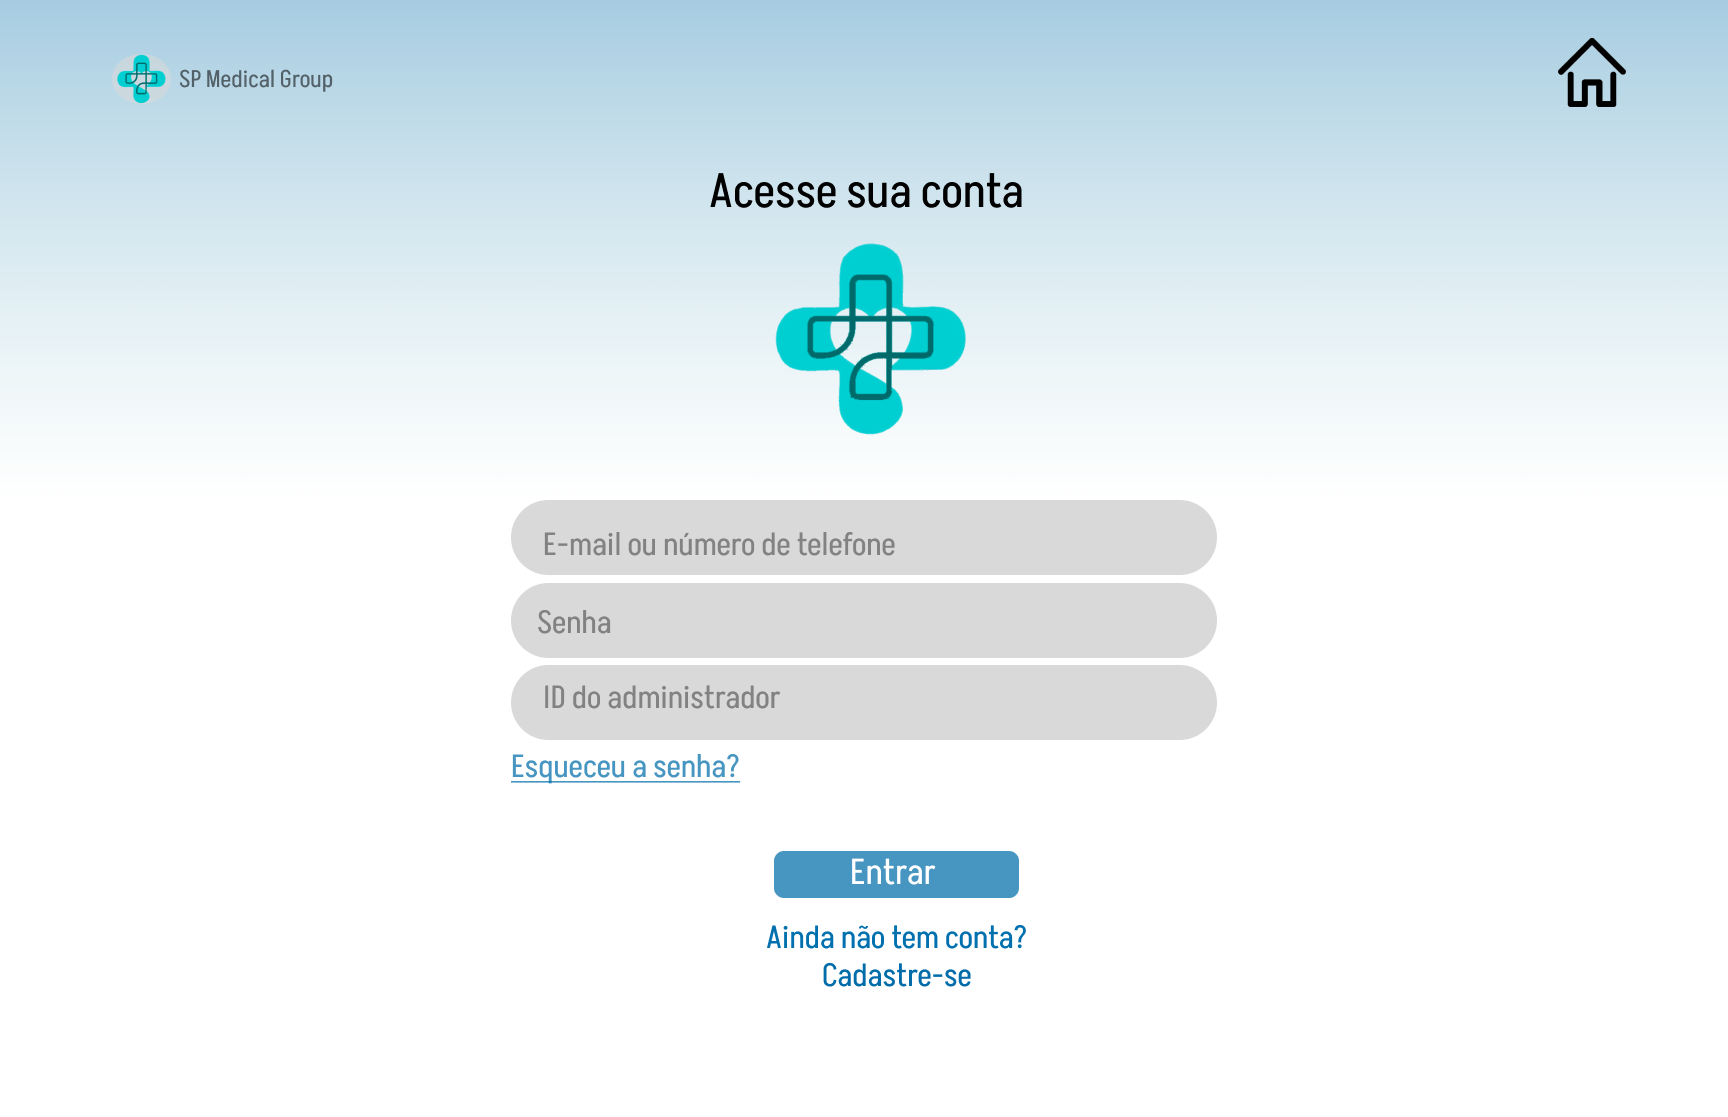 SP Medical Group
Acesse sua conta
E-mail ou número de telefone
Senha
ID do administrador
Esqueceu a senha?
Entrar
Ainda não tem conta?
Cadastre-se